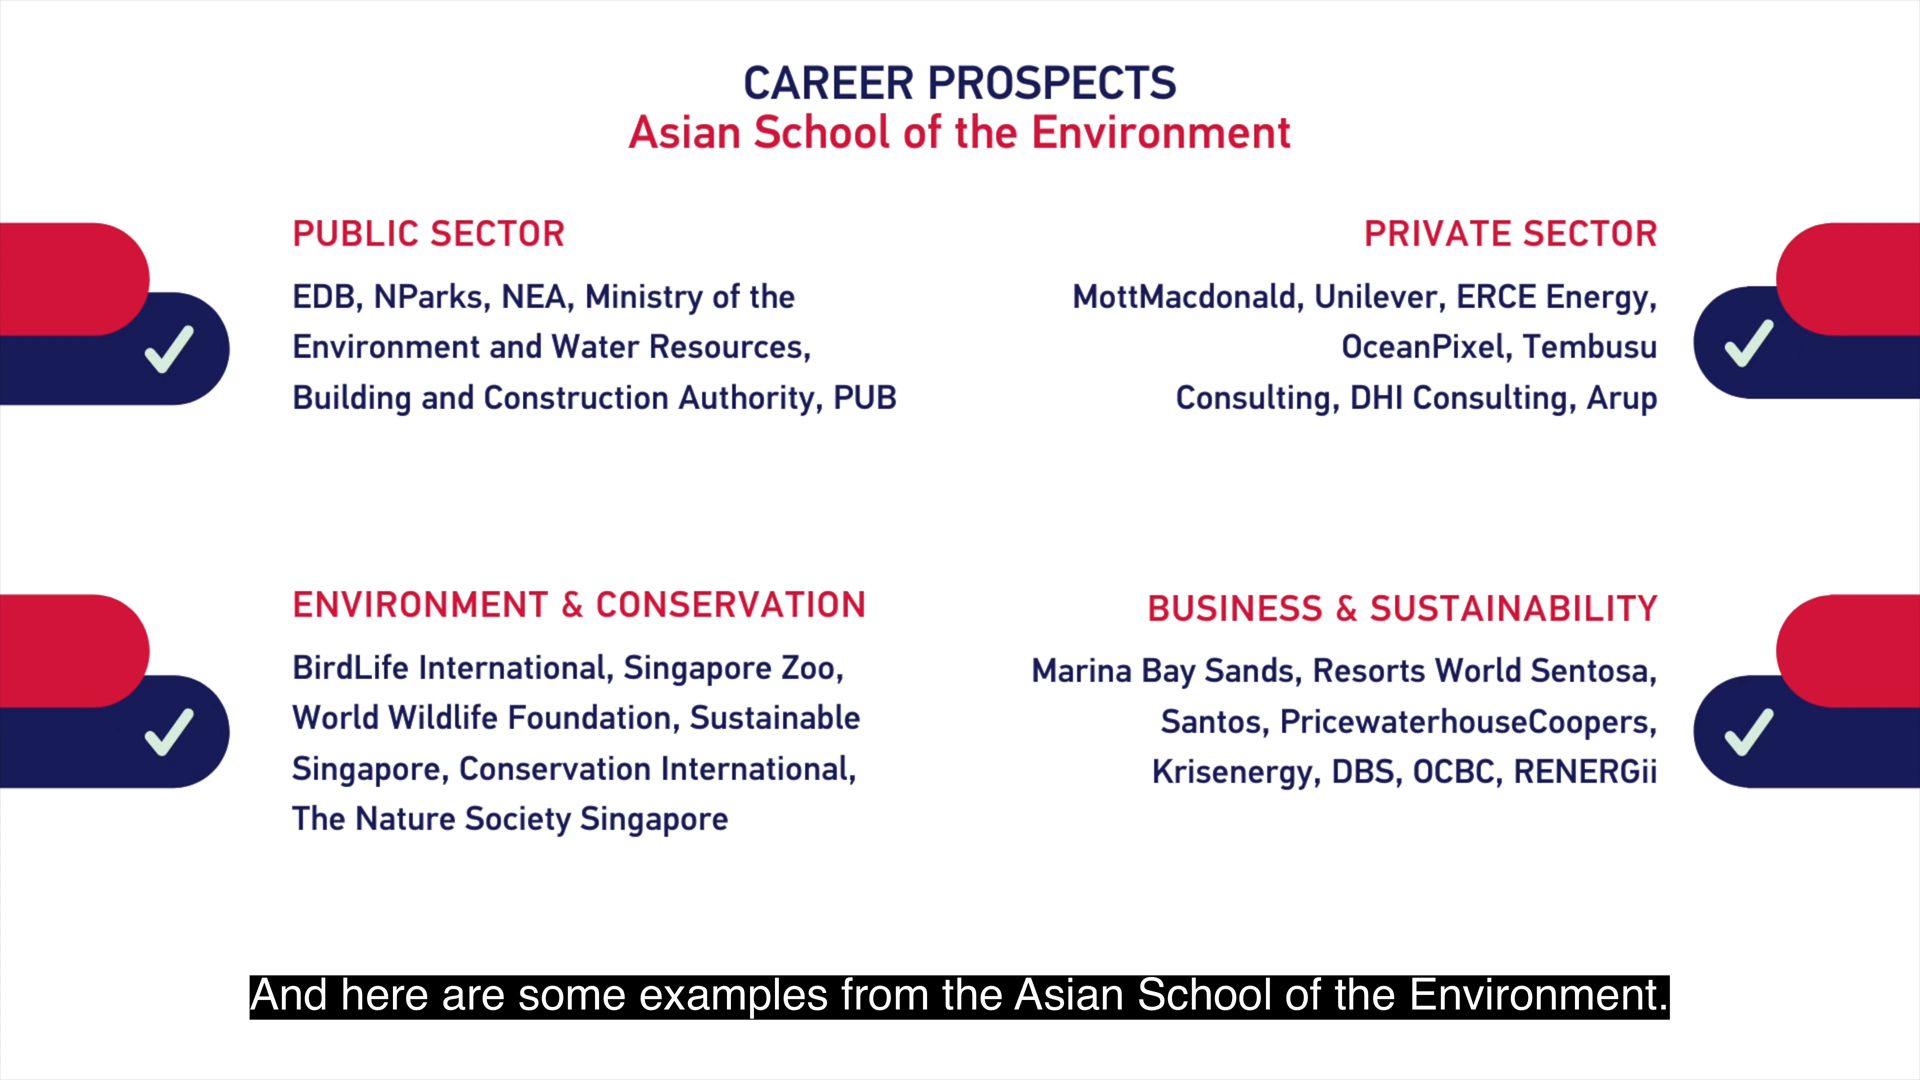 CAREER PROSPECTS
Asian School of the Environment
PUBLIC SECTOR
EDB, NParks, NEA, Ministry of the
Environment and Water Resources,
Building and Construction Authority, PUB
PRIVATE SECTOR
MottMacdonald, Unilever, ERCE Energy,
OceanPixel, Tembusu
Consulting, DHI Consulting, Arup
ENVIRONMENT & CONSERVATION
BirdLife International, Singapore Zoo,
World Wildlife Foundation, Sustainable
Singapore, Conservation International,
The Nature Society Singapore
BUSINESS & SUSTAINABILITY
Marina Bay Sands, Resorts World Sentosa,
Santos, PricewaterhouseCoopers,
Krisenergy, DBS, OCBC, RENERGii
And here are some examples from the Asian School of the Environment.